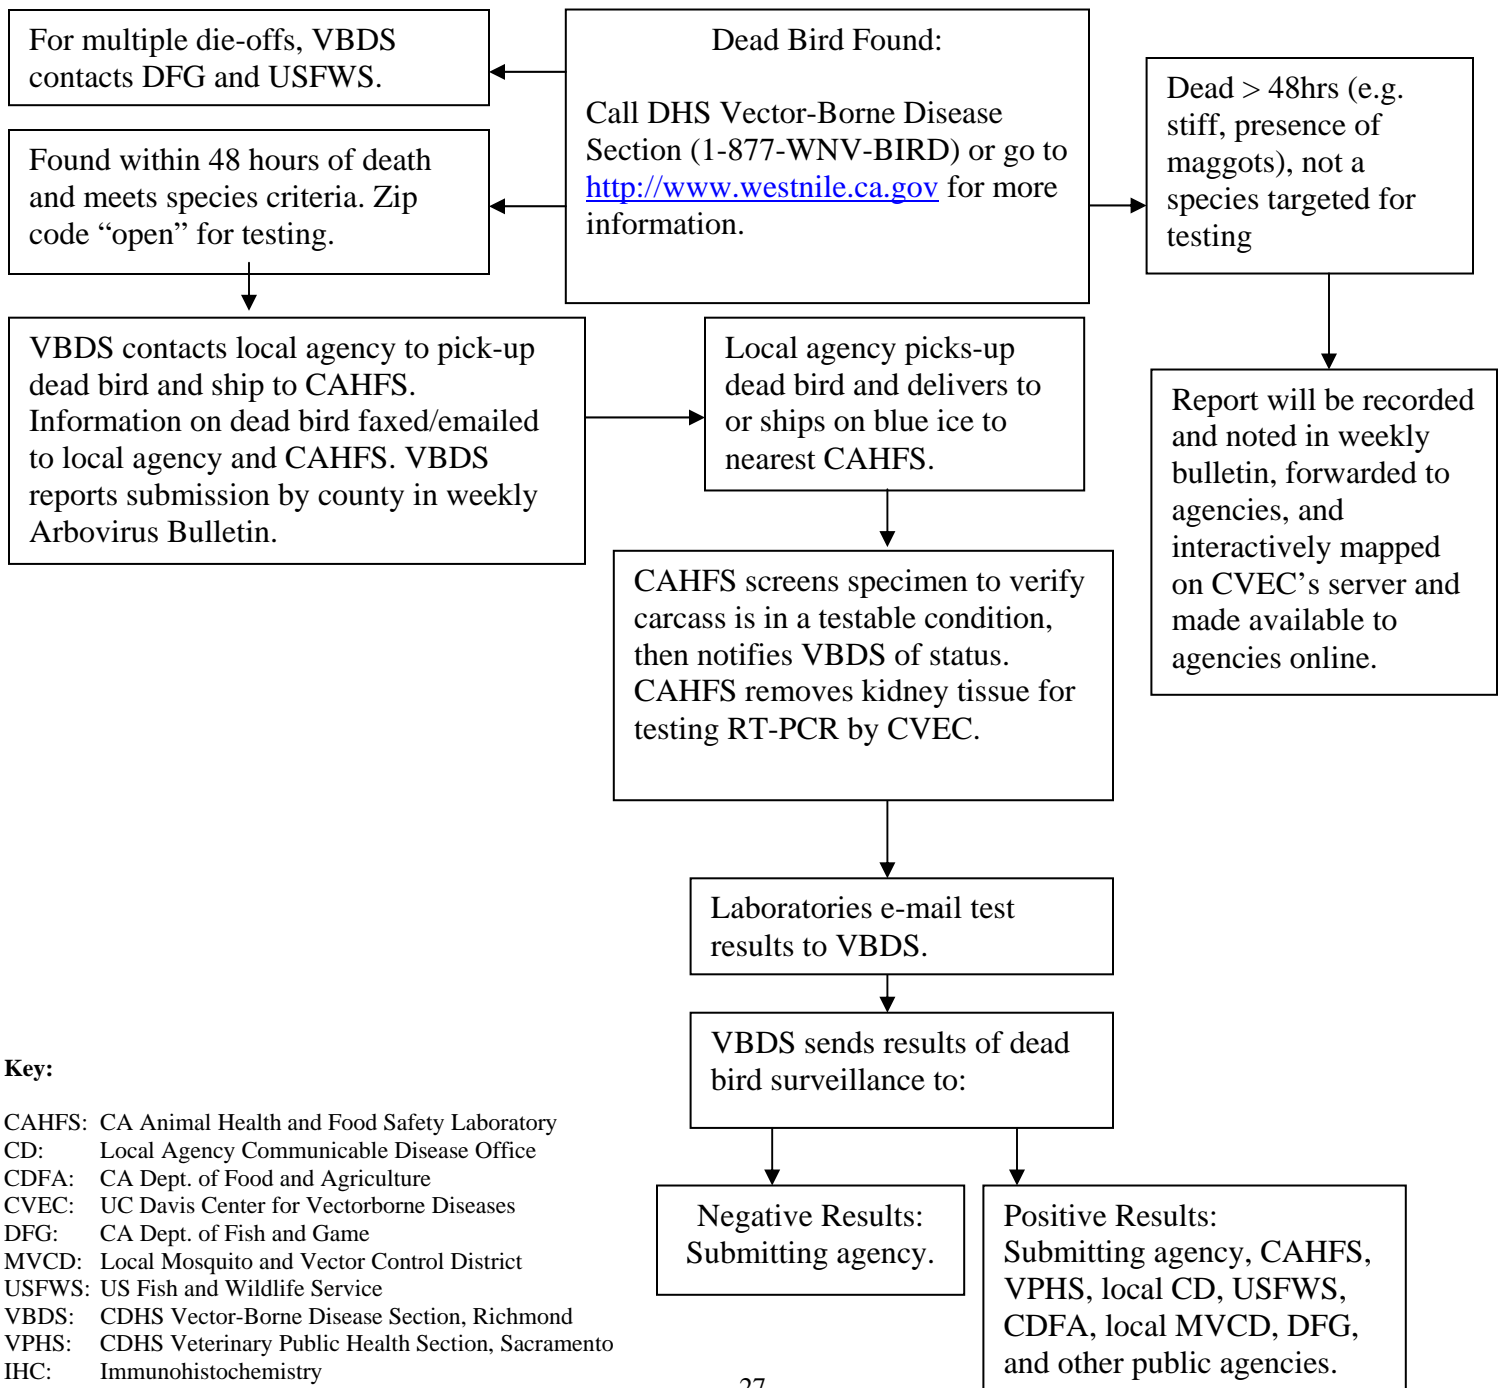 For multiple die-offs, VBDS
contacts DFG and USFWS.
Dead Bird Found:
Call DHS Vector-Borne Disease
Section (1-877-WNV-BIRD) or go to
http://www.westnile.ca.gov for more
information.
Dead > 48hrs (e.g.
stiff, presence of
maggots), not a
species targeted for
testing
Found within 48 hours of death
and meets species criteria. Zip
code “open” for testing.
VBDS contacts local agency to pick-up
dead bird and ship to CAHFS.
Information on dead bird faxed/emailed
to local agency and CAHFS. VBDS
reports submission by county in weekly
Arbovirus Bulletin.
Local agency picks-up
dead bird and delivers to
or ships on blue ice to
nearest CAHFS.
Report will be recorded
and noted in weekly
bulletin, forwarded to
agencies, and
interactively mapped
on CVEC’s server and
made available to
agencies online.
CAHFS screens specimen to verify
carcass is in a testable condition,
then notifies VBDS of status.
CAHFS removes kidney tissue for
testing RT-PCR by CVEC.
Laboratories e-mail test
results to VBDS.
VBDS sends results of dead
bird surveillance to:
Negative Results:
Submitting agency.
Positive Results:
Submitting agency, CAHFS,
VPHS, local CD, USFWS,
CDFA, local MVCD, DFG,
and other public agencies.
Key:
CAHFS: CA Animal Health and Food Safety Laboratory
CD: Local Agency Communicable Disease Office
CDFA: CA Dept. of Food and Agriculture
CVEC: UC Davis Center for Vectorborne Diseases
DFG: CA Dept. of Fish and Game
MVCD: Local Mosquito and Vector Control District
USFWS: US Fish and Wildlife Service
VBDS: CDHS Vector-Borne Disease Section, Richmond
VPHS: CDHS Veterinary Public Health Section, Sacramento
IHC: Immunohistochemistry
27